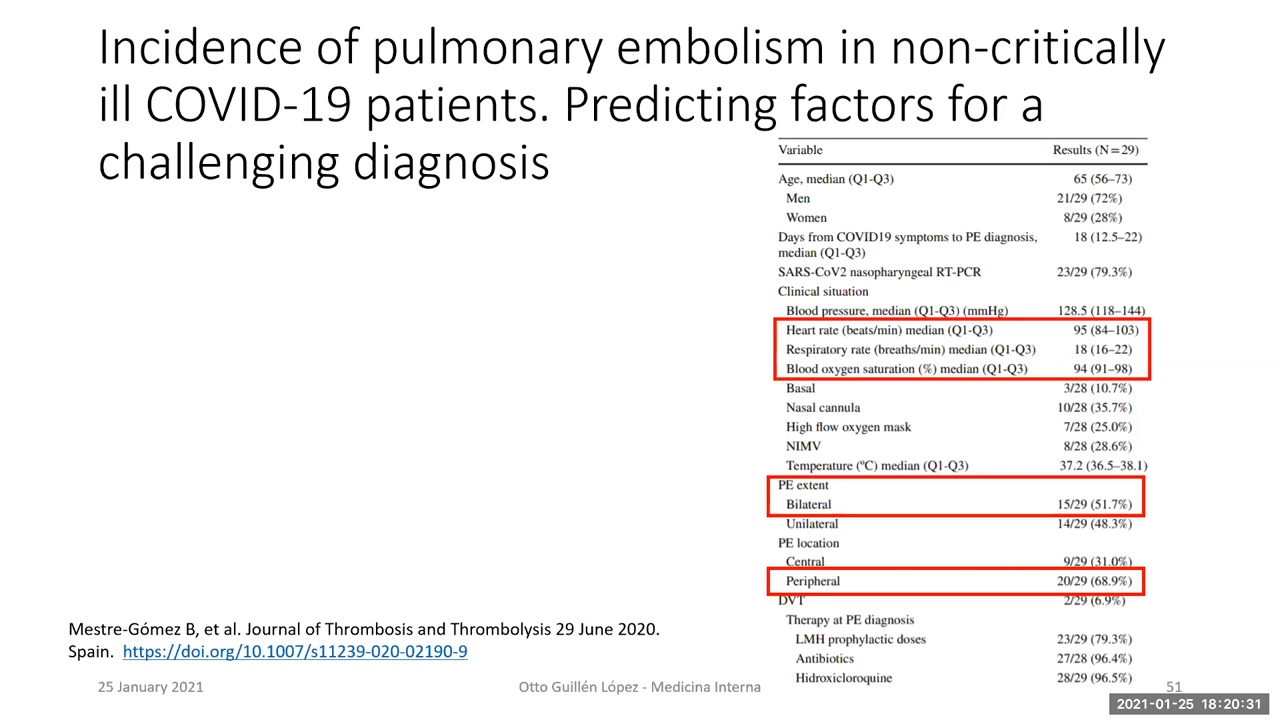 Incidence of pulmonary embolism in non-critically
ill COVID-19 patients. Predicting factors for a
challenging diagnosis
Variable Results (N=29)
Age, median (Q1-Q3) 65 (56–73)
Men 21/29 (72%)
Women 8/29 (28%)
Days from COVID19 symptoms to PE diagnosis, 18 (12.5–22)
median (Q1-Q3)
SARS-CoV2 nasopharyngeal RT-PCR 23/29 (79.3%)
Clinical situation
Blood pressure, median (Q1-Q3) (mmHg) 128.5 (118–144)
Heart rate (beats/min) median (Q1-Q3) 95 (84–103)
Respiratory rate (breaths/min) median (Q1-Q3) 18 (16–22)
Blood oxygen saturation (%) median (Q1-Q3) 94 (91–98)
Basal 3/28 (10.7%)
Nasal cannula 10/28 (35.7%)
High flow oxygen mask 7/28 (25.0%)
NIMV 8/28 (28.6%)
Temperature (ºC) median (Q1-Q3) 37.2 (36.5–38.1)
PE extent
Bilateral 15/29 (51.7%)
Unilateral 14/29 (48.3%)
PE location
Central 9/29 (31.0%)
Peripheral 20/29 (68.9%)
DVT 2/29 (6.9%)
Therapy at PE diagnosis
LMH prophylactic doses 23/29 (79.3%)
Antibiotics 27/28 (96.4%)
Hidroxicloroquine 28/29 (96.5%)
Mestre-Gómez B, et al. Journal of Thrombosis and Thrombolysis 29 June 2020.
Spain. https://doi.org/10.1007/s11239-020-02190-9
25 January 2021 Otto Guillén López - Medicina Interna 51
2021-01-25 18:20:31